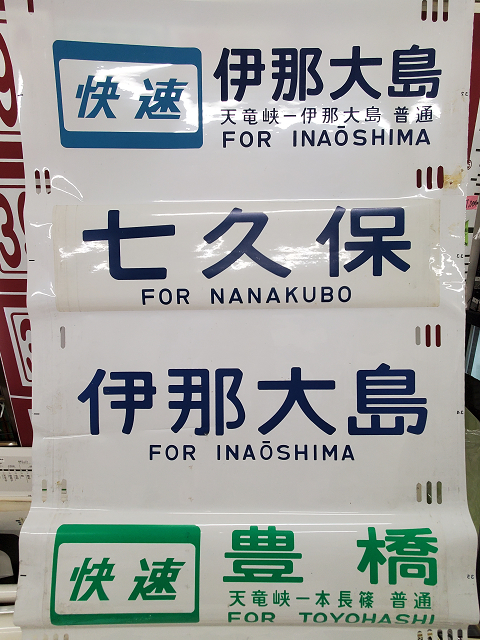 快速
伊那大島
天竜峡ー伊那大島 普通
FOR INAŌSHIMA
七久保
FOR NANAKUBO
伊那大島
FOR INAŌSHIMA
快速
豊橋
天竜峡ー本長篠 普通
FOR TOYOHASHI